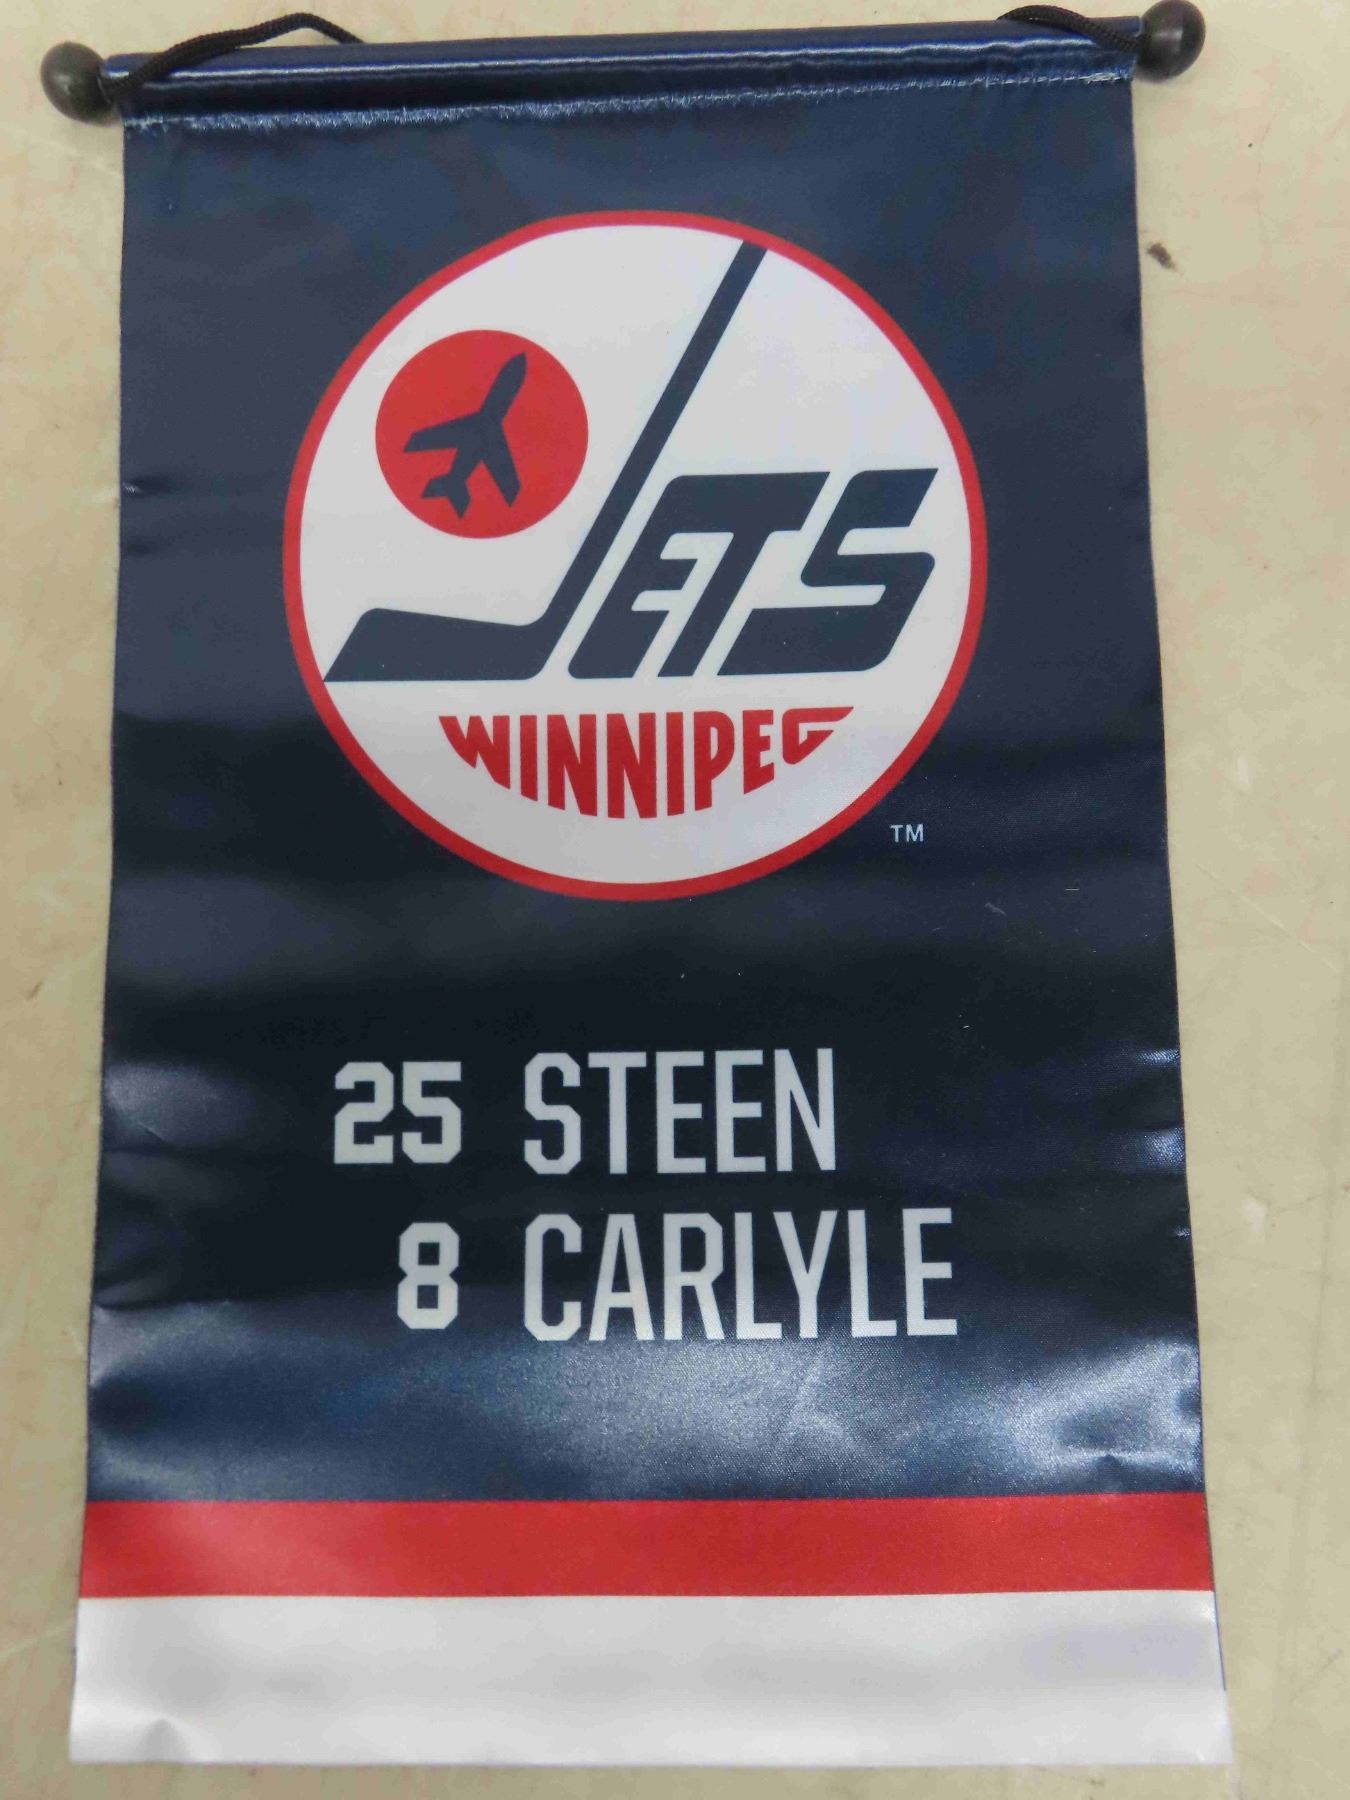 JETS
WINNIPEG
TM
25 STEEN
8 CARLYLE